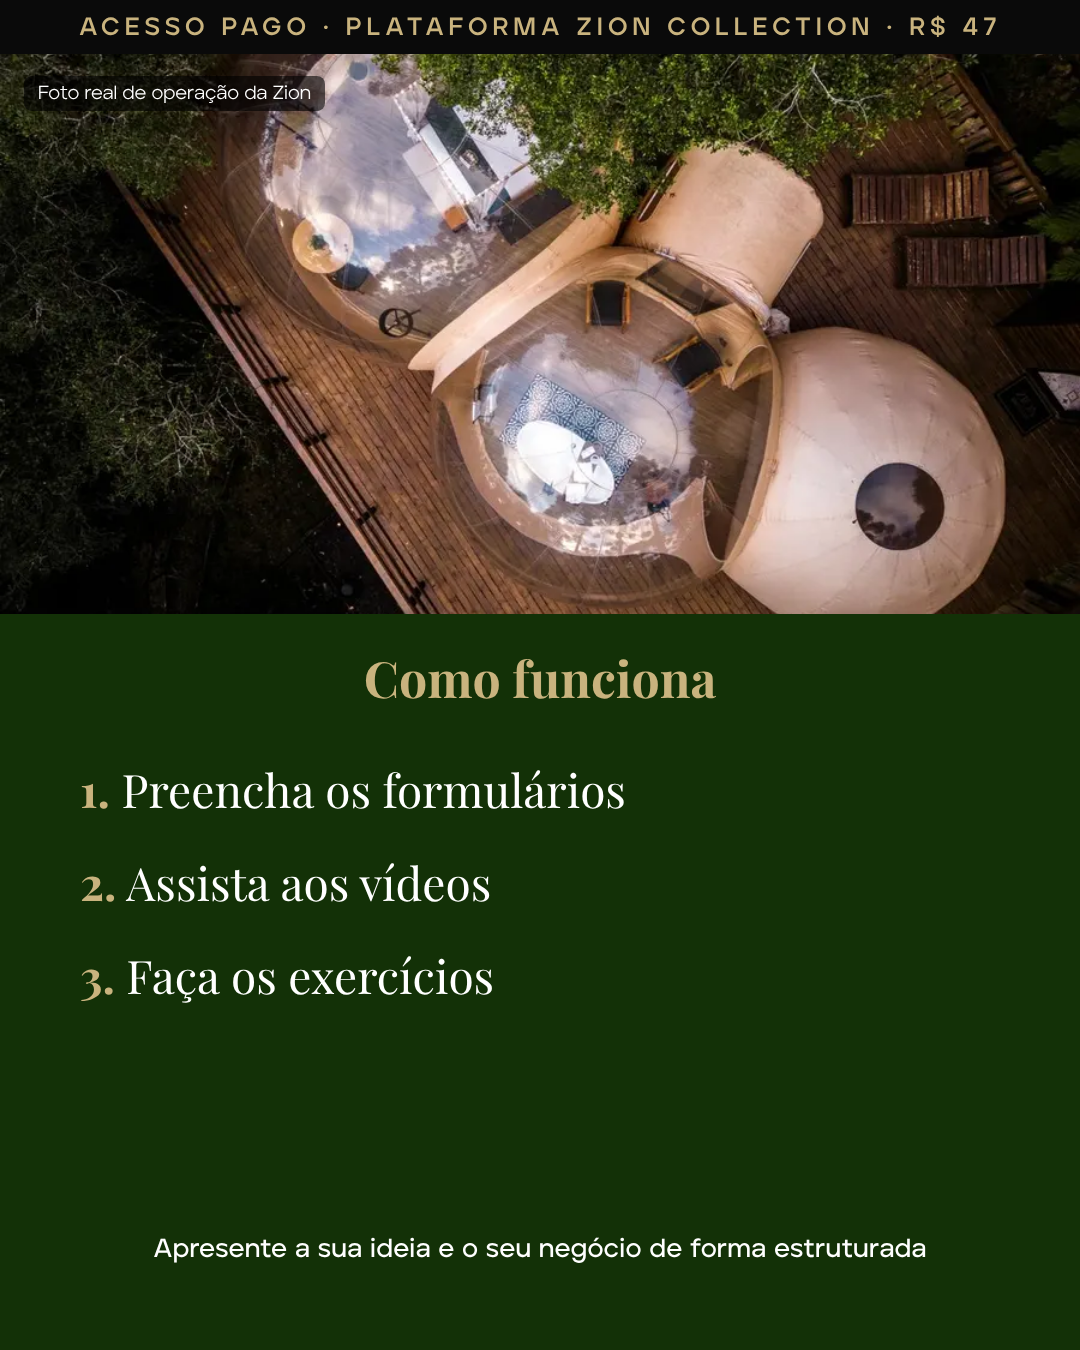 ACESSO PAGO · PLATAFORMA ZION COLLECTION · R$ 47
Foto real de operação da Zion
Como funciona
1. Preencha os formulários
2. Assista aos vídeos
3. Faça os exercícios
Apresente a sua ideia e o seu negócio de forma estruturada